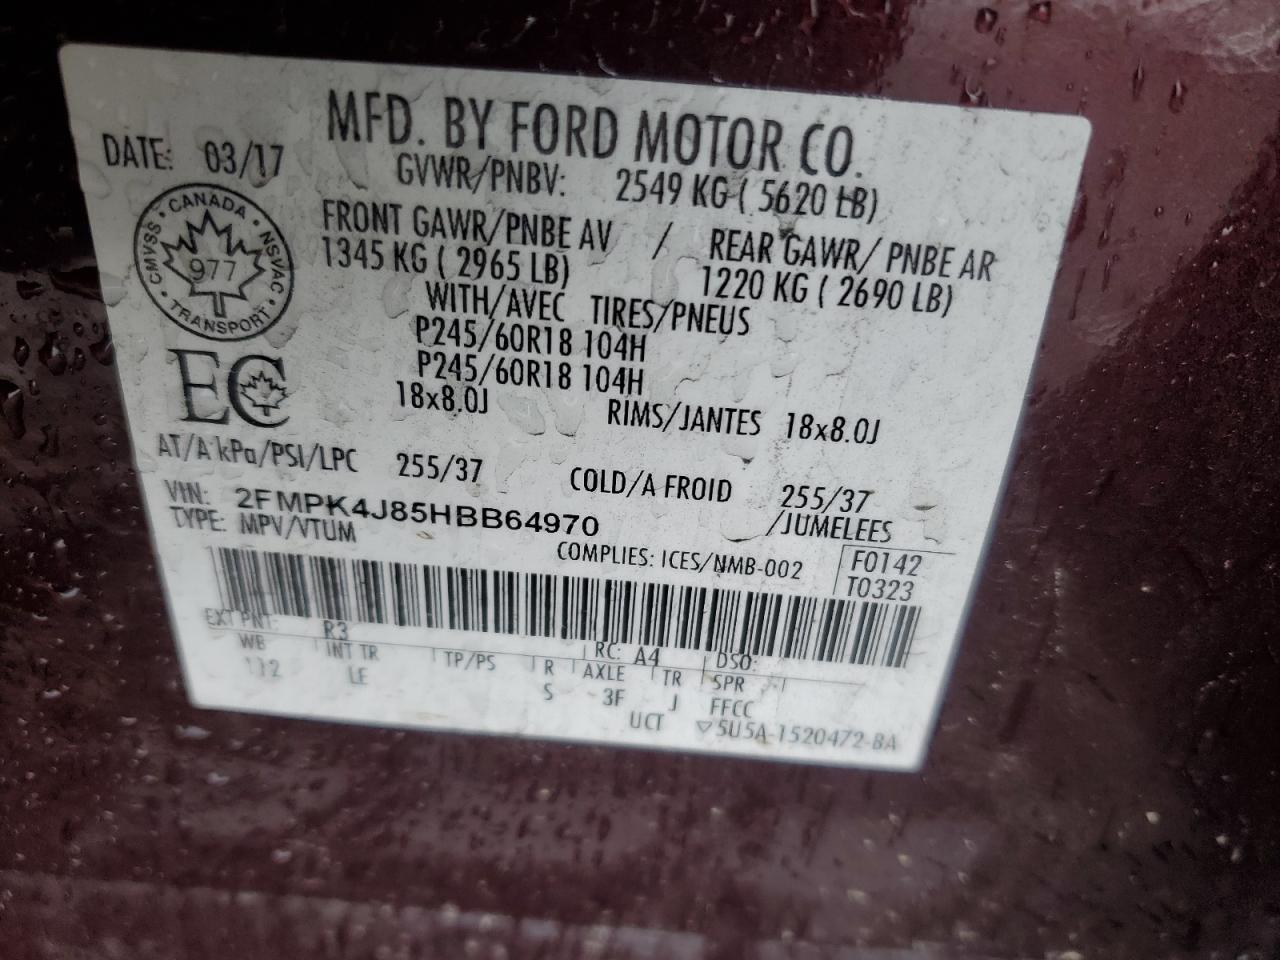 MFD. BY FORD MOTOR CO.
DATE: 03/17
GVWR/PNBV: 2549 KG ( 5620 LB)
FRONT GAWR/PNBE AV / REAR GAWR/ PNBE AR
1345 KG ( 2965 LB) 1220 KG ( 2690 LB)
WITH/AVEC TIRES/PNEUS
P245/60R18 104H
P245/60R18 104H
18x8.0J RIMS/JANTES 18x8.0J
CANADA
CMVSS · NSVAC
977
TRANSPORT
EC
AT/A kPa/PSI/LPC 255/37 COLD/A FROID 255/37
VIN: 2FMPK4J85HBB64970 /JUMELEES
TYPE: MPV/VTUM
COMPLIES: ICES/NMB-002 F0142
T0323
EXT PNT: R3 RC: A4 DSO:
WB INT TR TP/PS R AXLE TR SPR
112 LE S 3F J FFCC
UCT ▽5U5A-1520472-BA